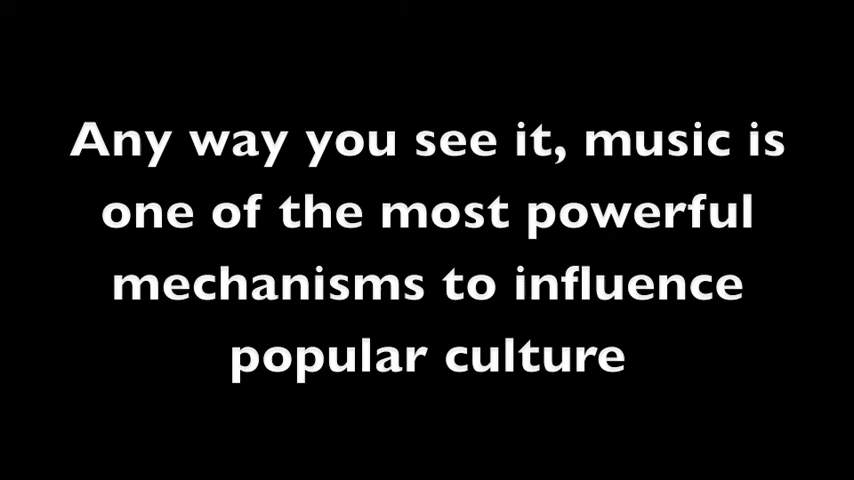 Any way you see it, music is
one of the most powerful
mechanisms to influence
popular culture